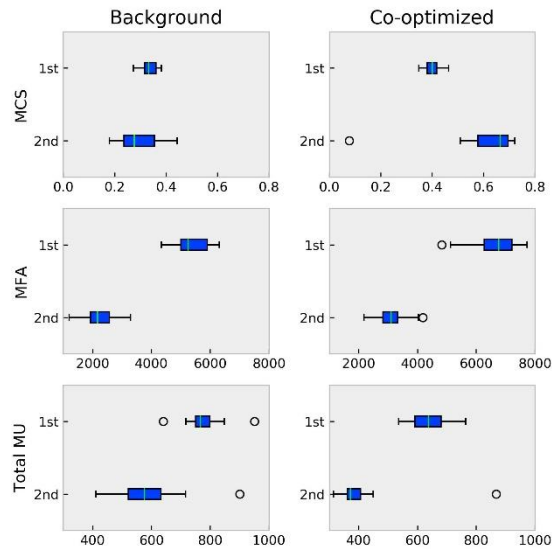 Background Co-optimized
MCS
1st 1st
2nd 2nd
0.0 0.2 0.4 0.6 0.8 0.0 0.2 0.4 0.6 0.8
MFA
1st 1st
2nd 2nd
2000 4000 6000 8000 2000 4000 6000 8000
Total MU
1st 1st
2nd 2nd
400 600 800 1000 400 600 800 1000